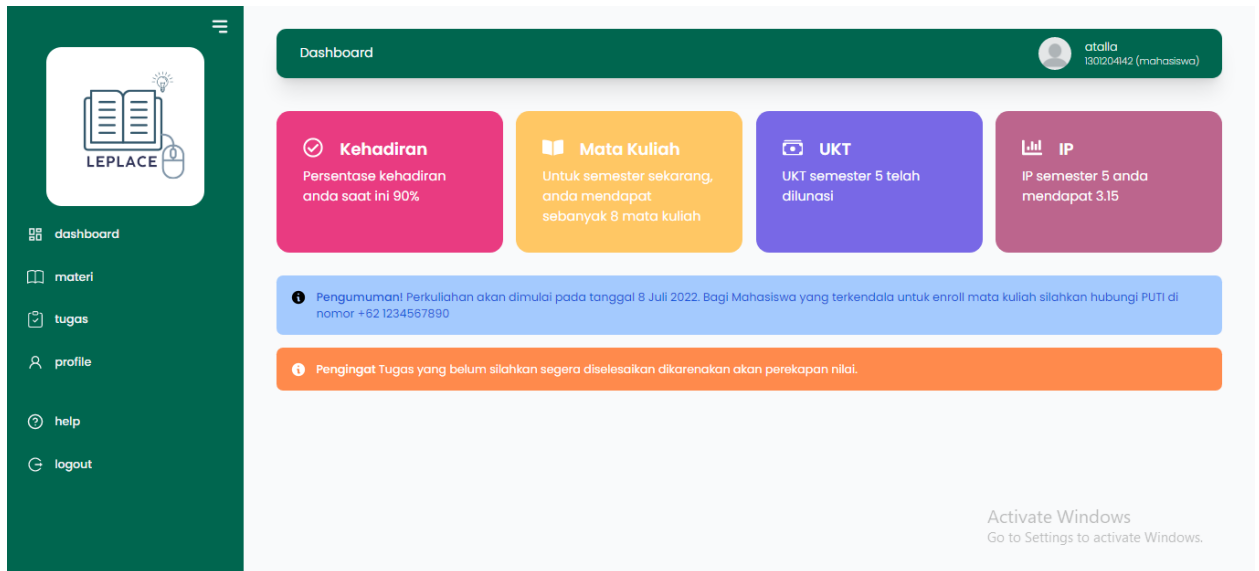 LEPLACE
dashboard
materi
tugas
profile
help
logout
Dashboard
atalla
1301204142 (mahasiswa)
Kehadiran
Persentase kehadiran
anda saat ini 90%
Mata Kuliah
Untuk semester sekarang,
anda mendapat
sebanyak 8 mata kuliah
UKT
UKT semester 5 telah
dilunasi
IP
IP semester 5 anda
mendapat 3.15
Pengumuman! Perkuliahan akan dimulai pada tanggal 8 Juli 2022. Bagi Mahasiswa yang terkendala untuk enroll mata kuliah silahkan hubungi PUTI di
nomor +62 1234567890
Pengingat Tugas yang belum silahkan segera diselesaikan dikarenakan akan perekapan nilai.
Activate Windows
Go to Settings to activate Windows.